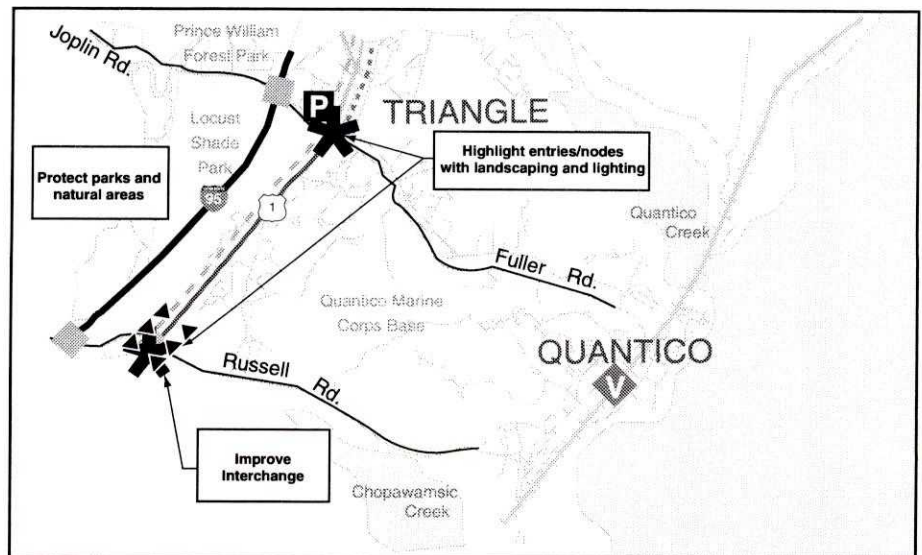 Joplin Rd.
Prince William
Forest Park
P
TRIANGLE
Locust
Shade
Park
Highlight entries/nodes
with landscaping and lighting
Protect parks and
natural areas
95
1
Quantico
Creek
Fuller Rd.
Quantico Marine
Corps Base
QUANTICO
V
Russell Rd.
Improve
Interchange
Chopawamsic
Creek